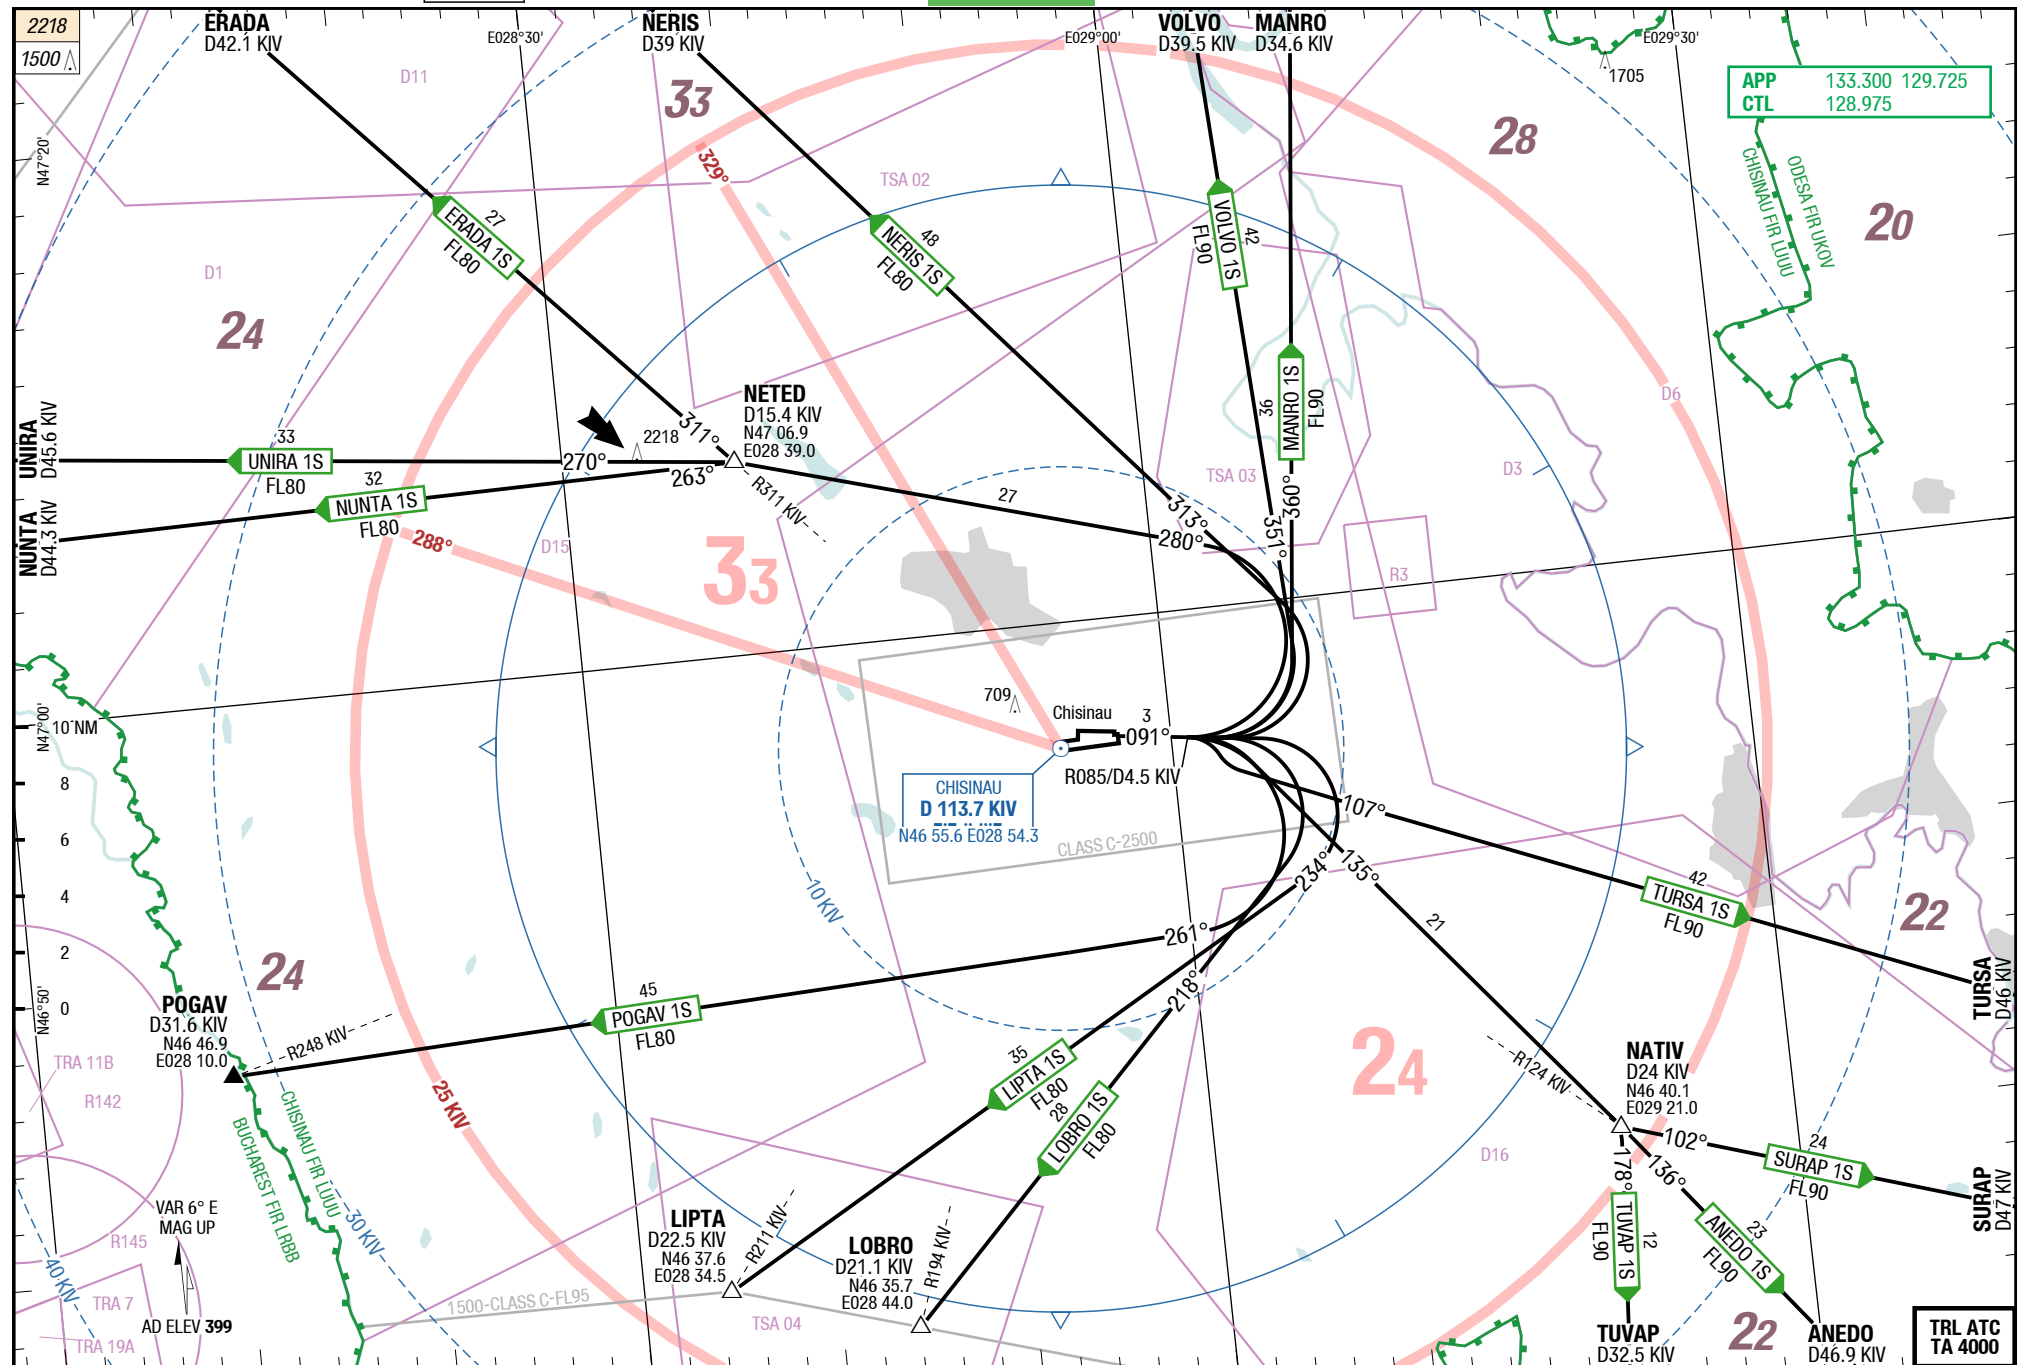 2218
1500
ERADA
D42.1 KIV
E028°30'
NERIS
D39 KIV
E029°00'
VOLVO
D39.5 KIV
MANRO
D34.6 KIV
E029°30'
1705
APP 133.300 129.725
CTL 128.975
D11
33
28
20
N47°20'
329°
TSA 02
CHISINAU FIR LUUU
ODESA FIR UKOV
27
ERADA 1S
FL80
48
NERIS 1S
FL80
42
VOLVO 1S
FL90
D1
24
36
MANRO 1S
FL90
D6
UNIRA
D45.6 KIV
33
UNIRA 1S
FL80
270°
2218
311°
NETED
D15.4 KIV
N47 06.9
E028 39.0
R311 KIV
263°
NUNTA
D44.3 KIV
32
NUNTA 1S
FL80
288°
D15
33
27
280°
313°
351°
360°
TSA 03
D3
R3
N47°00'
10 NM
8
6
4
2
0
709
Chisinau
3
091°
R085/D4.5 KIV
CHISINAU
D 113.7 KIV
N46 55.6 E028 54.3
CLASS C-2500
10 KIV
107°
135°
234°
261°
218°
21
42
TURSA 1S
FL90
22
TURSA
D46 KIV
24
N46°50'
POGAV
D31.6 KIV
N46 46.9
E028 10.0
R248 KIV
45
POGAV 1S
FL80
25 KIV
24
35
LIPTA 1S
FL80
28
LOBRO 1S
FL80
R124 KIV
NATIV
D24 KIV
N46 40.1
E029 21.0
102°
136°
178°
24
SURAP 1S
FL90
SURAP
D47 KIV
D16
12
TUVAP 1S
FL90
23
ANEDO 1S
FL90
TRA 11B
R142
CHISINAU FIR LUUU
BUCHAREST FIR LRBB
30 KIV
40 KIV
VAR 6° E
MAG UP
R145
TRA 7
TRA 19A
AD ELEV 399
1500-CLASS C-FL95
LIPTA
D22.5 KIV
N46 37.6
E028 34.5
R211 KIV
LOBRO
D21.1 KIV
N46 35.7
E028 44.0
R194 KIV
TSA 04
TUVAP
D32.5 KIV
22
ANEDO
D46.9 KIV
TRL ATC
TA 4000